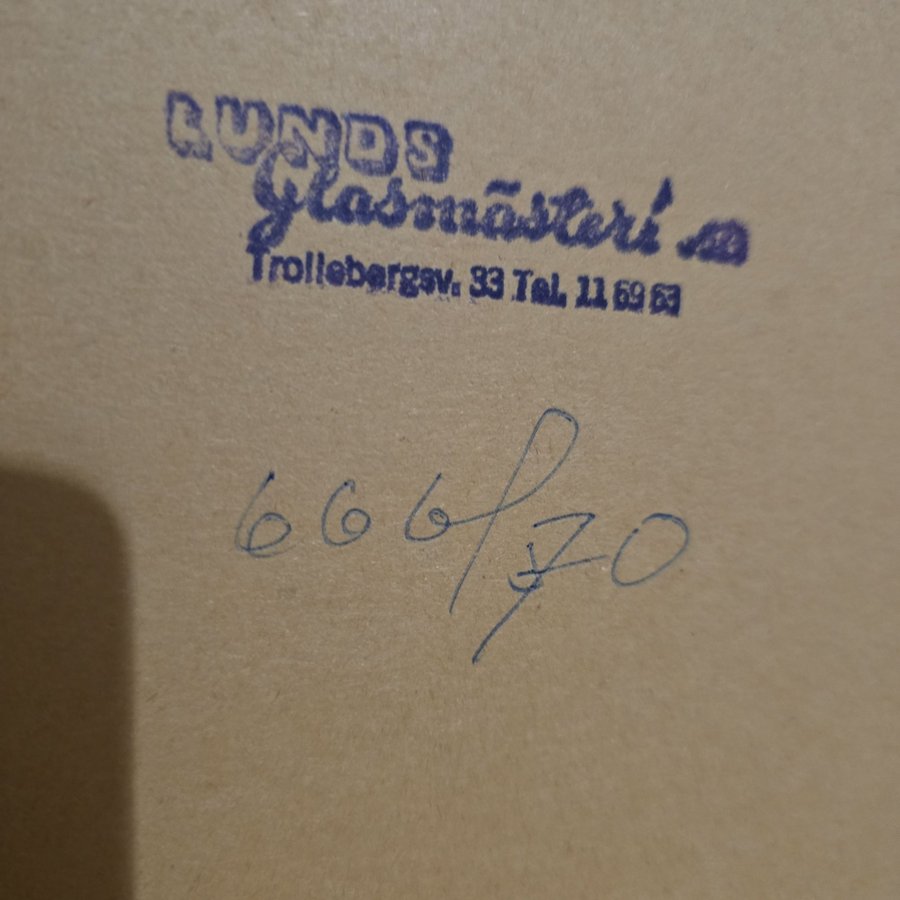 LUNDS
Glasmästeri AB
Trollebergsv. 33 Tel. 11 69 63
666/70